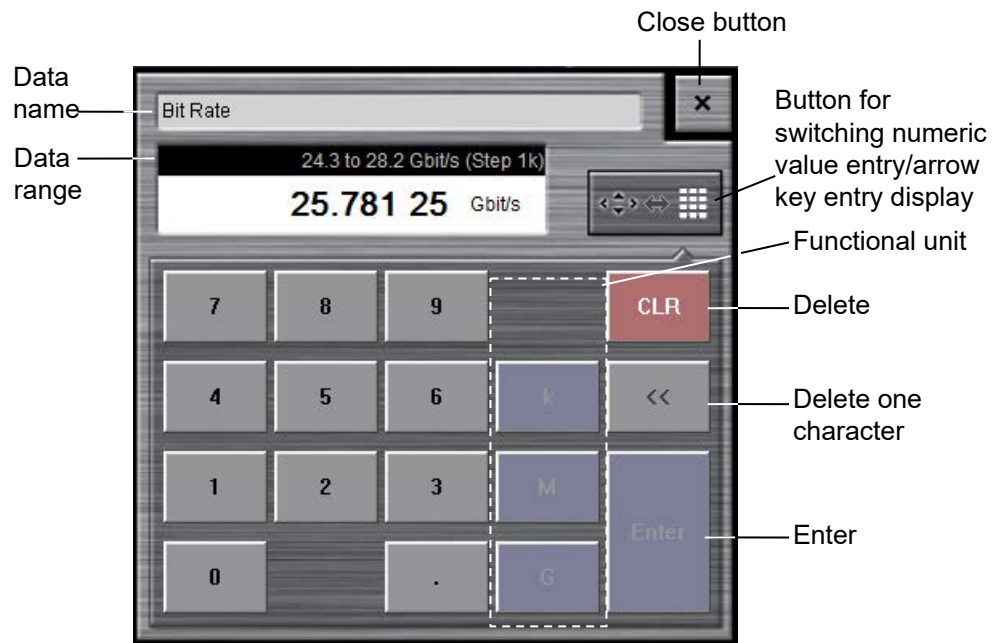 Close button
Data
name
Bit Rate
×
Button for
switching numeric
value entry/arrow
key entry display
Data
range
24.3 to 28.2 Gbit/s (Step 1k)
25.781 25 Gbit/s
Functional unit
7 8 9 CLR
Delete
4 5 6 k <<
Delete one
character
1 2 3 M
Enter
Enter
0 . G